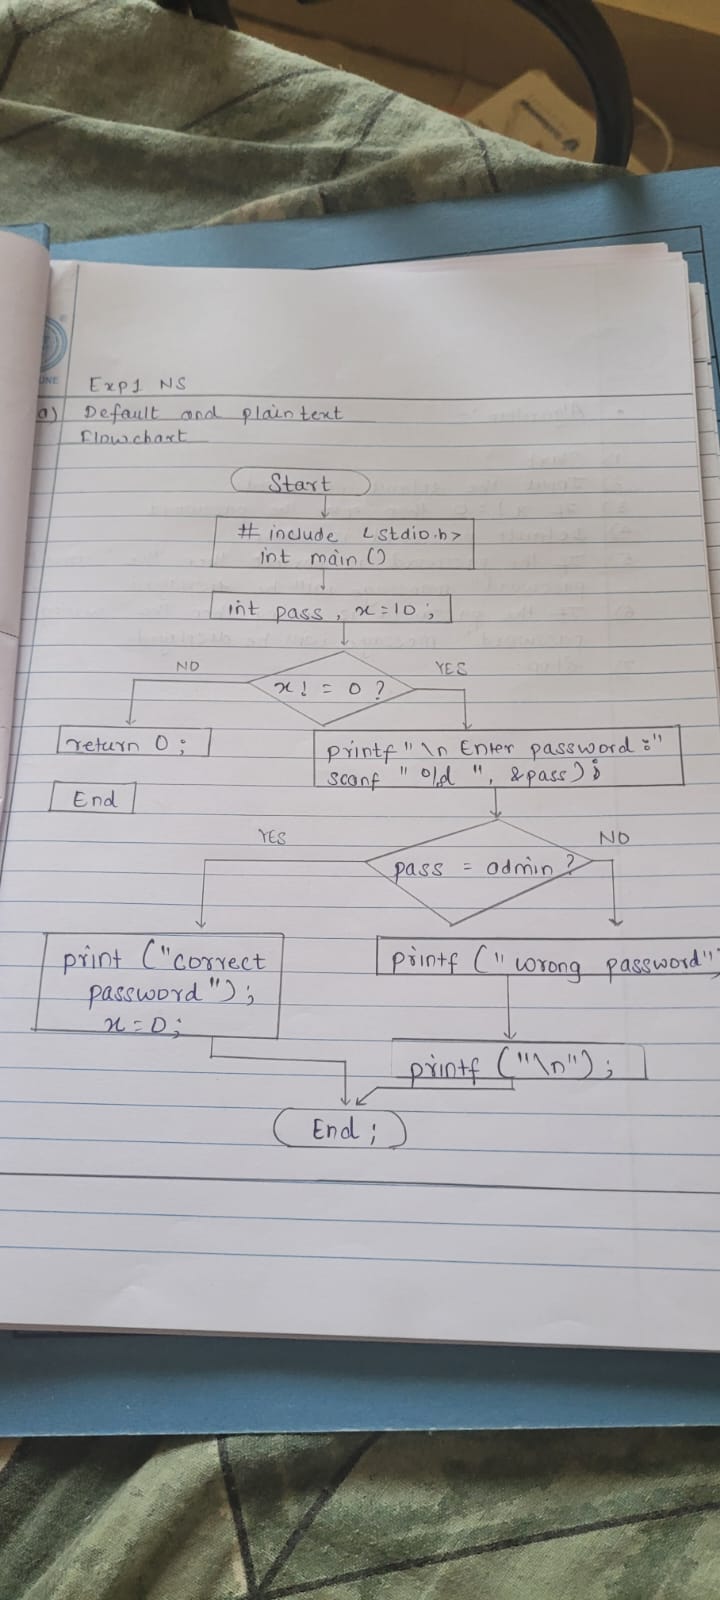 Exp1 NS
a) Default and plain text
Flowchart
Start
# include <stdio.h>
int main ()
int pass , x=10 ;
NO
YES
x! = 0 ?
return 0 ;
printf "\n Enter password :"
scanf " %d ", &pass) ;
End
YES
NO
pass = admin ?
print ("correct
password") ;
x=0;
printf (" wrong password"
printf ("\n") ;
End ;